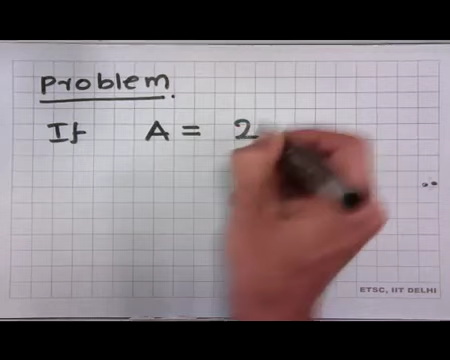 Problem.
If A = 2
ETSC, IIT DELHI